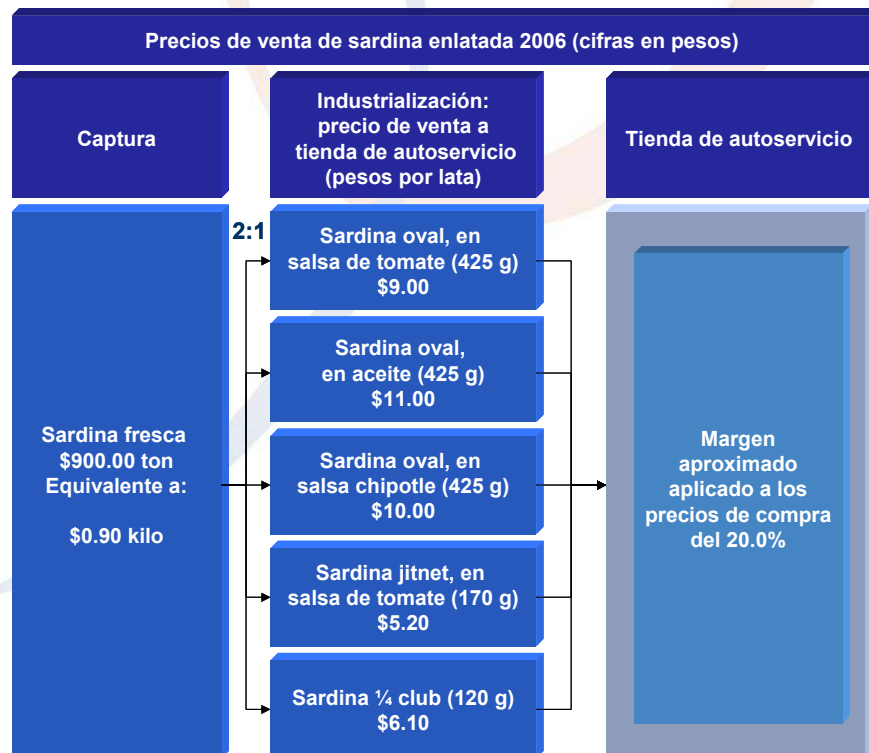 Precios de venta de sardina enlatada 2006 (cifras en pesos)
Captura
Industrialización:
precio de venta a
tienda de autoservicio
(pesos por lata)
Tienda de autoservicio
Sardina fresca
$900.00 ton
Equivalente a:
$0.90 kilo
2:1
Sardina oval, en
salsa de tomate (425 g)
$9.00
Sardina oval,
en aceite (425 g)
$11.00
Sardina oval, en
salsa chipotle (425 g)
$10.00
Sardina jitnet, en
salsa de tomate (170 g)
$5.20
Sardina ¼ club (120 g)
$6.10
Margen
aproximado
aplicado a los
precios de compra
del 20.0%